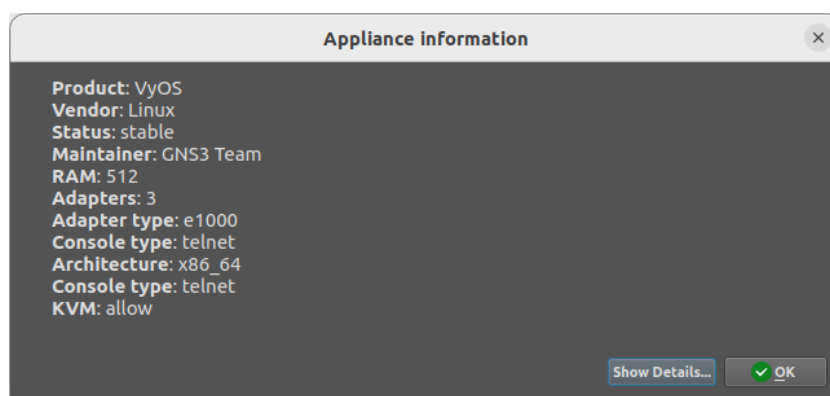 Appliance information
Product: VyOS
Vendor: Linux
Status: stable
Maintainer: GNS3 Team
RAM: 512
Adapters: 3
Adapter type: e1000
Console type: telnet
Architecture: x86_64
Console type: telnet
KVM: allow
Show Details... OK